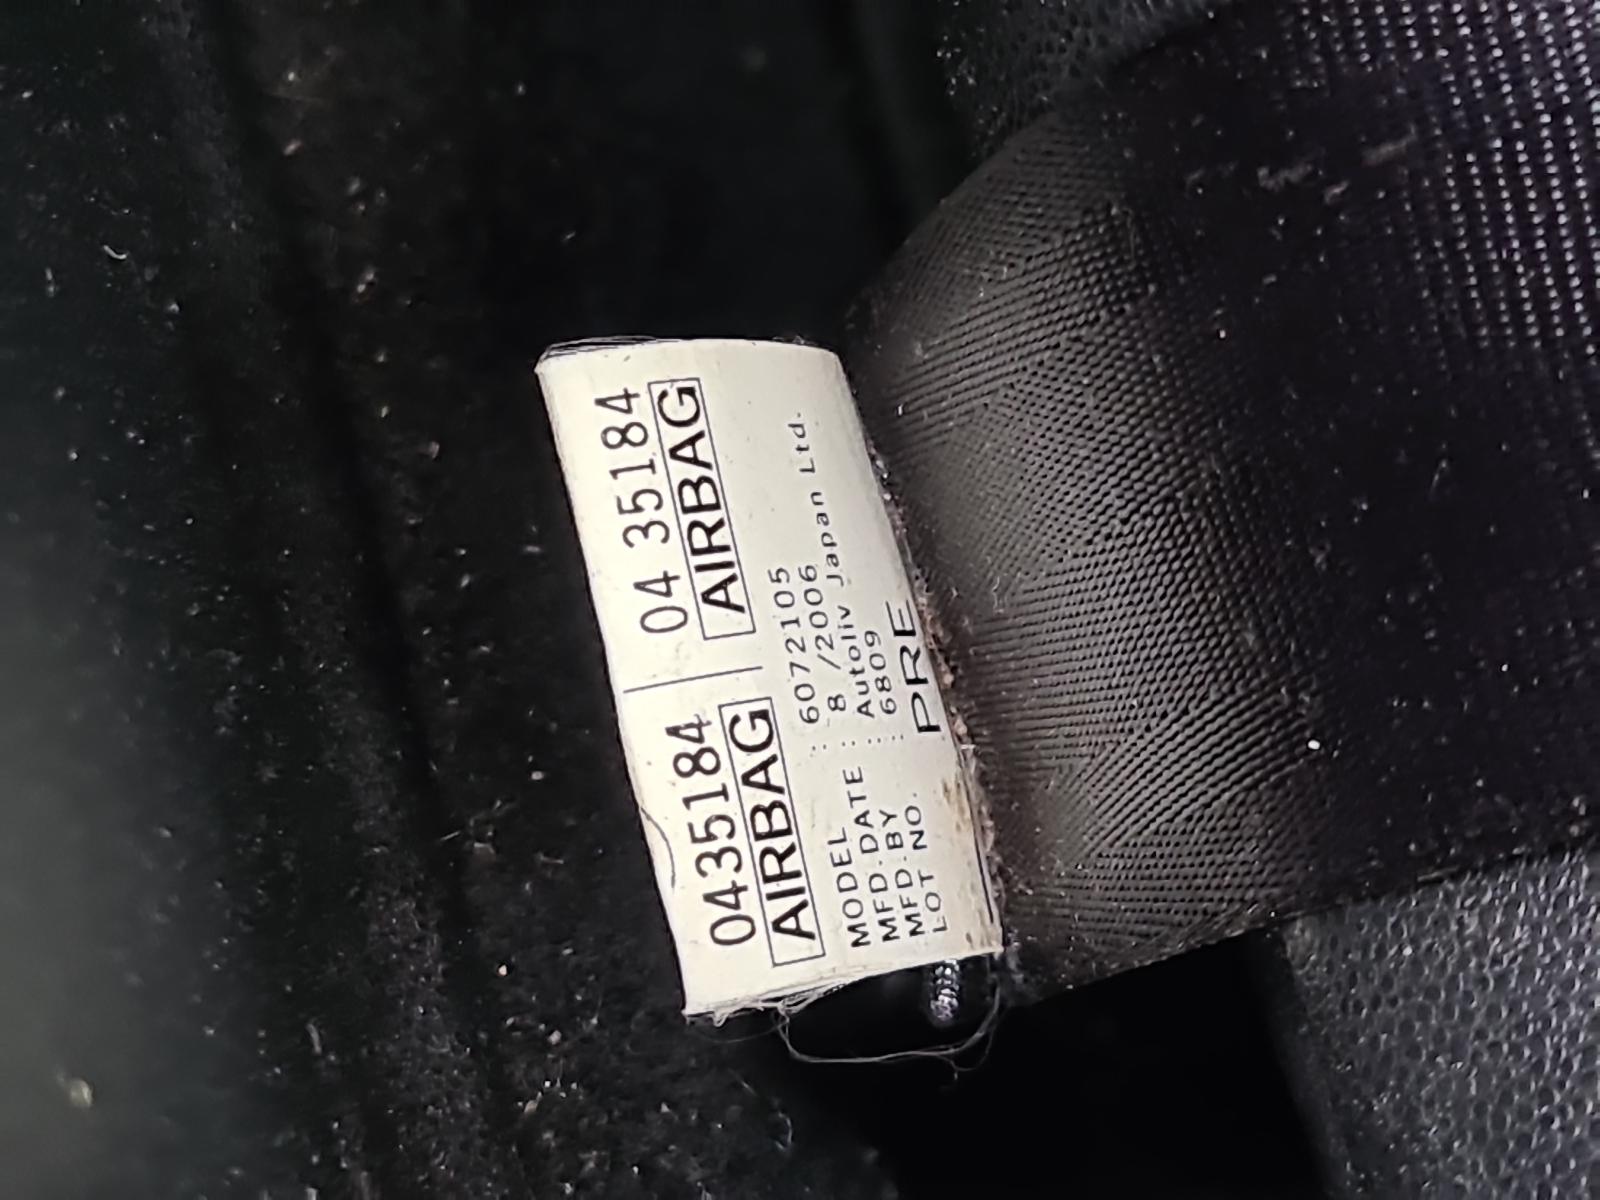 0435184 04 35184
AIRBAG AIRBAG
MODEL : 6072105
MFD.DATE : 8 /2006
MFD.BY : Autoliv Japan Ltd.
LOT NO. : 6809
PRE